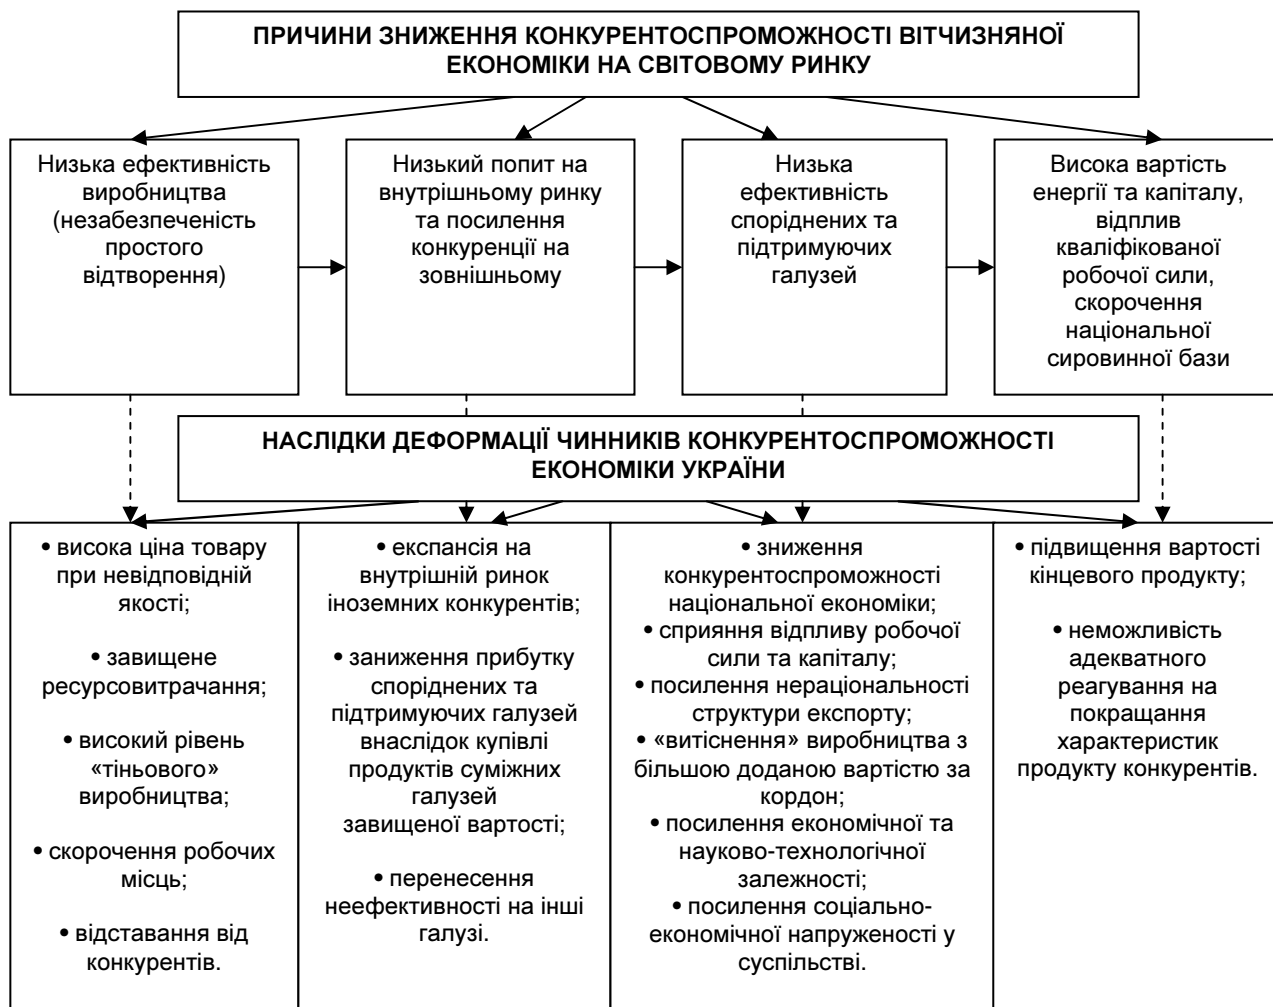 ПРИЧИНИ ЗНИЖЕННЯ КОНКУРЕНТОСПРОМОЖНОСТІ ВІТЧИЗНЯНОЇ
ЕКОНОМІКИ НА СВІТОВОМУ РИНКУ
Низька ефективність
виробництва
(незабезпеченість
простого
відтворення)
Низький попит на
внутрішньому ринку
та посилення
конкуренції на
зовнішньому
Низька
ефективність
споріднених та
підтримуючих
галузей
Висока вартість
енергії та капіталу,
відплив
кваліфікованої
робочої сили,
скорочення
національної
сировинної бази
НАСЛІДКИ ДЕФОРМАЦІЇ ЧИННИКІВ КОНКУРЕНТОСПРОМОЖНОСТІ
ЕКОНОМІКИ УКРАЇНИ
• висока ціна товару
при невідповідній
якості;
• завищене
ресурсовитрачання;
• високий рівень
«тіньового»
виробництва;
• скорочення робочих
місць;
• відставання від
конкурентів.
• експансія на
внутрішній ринок
іноземних конкурентів;
• заниження прибутку
споріднених та
підтримуючих галузей
внаслідок купівлі
продуктів суміжних
галузей
завищеної вартості;
• перенесення
неефективності на інші
галузі.
• зниження
конкурентоспроможності
національної економіки;
• сприяння відпливу робочої
сили та капіталу;
• посилення нераціональності
структури експорту;
• «витіснення» виробництва з
більшою доданою вартістю за
кордон;
• посилення економічної та
науково-технологічної
залежності;
• посилення соціально-
економічної напруженості у
суспільстві.
• підвищення вартості
кінцевого продукту;
• неможливість
адекватного
реагування на
покращання
характеристик
продукту конкурентів.